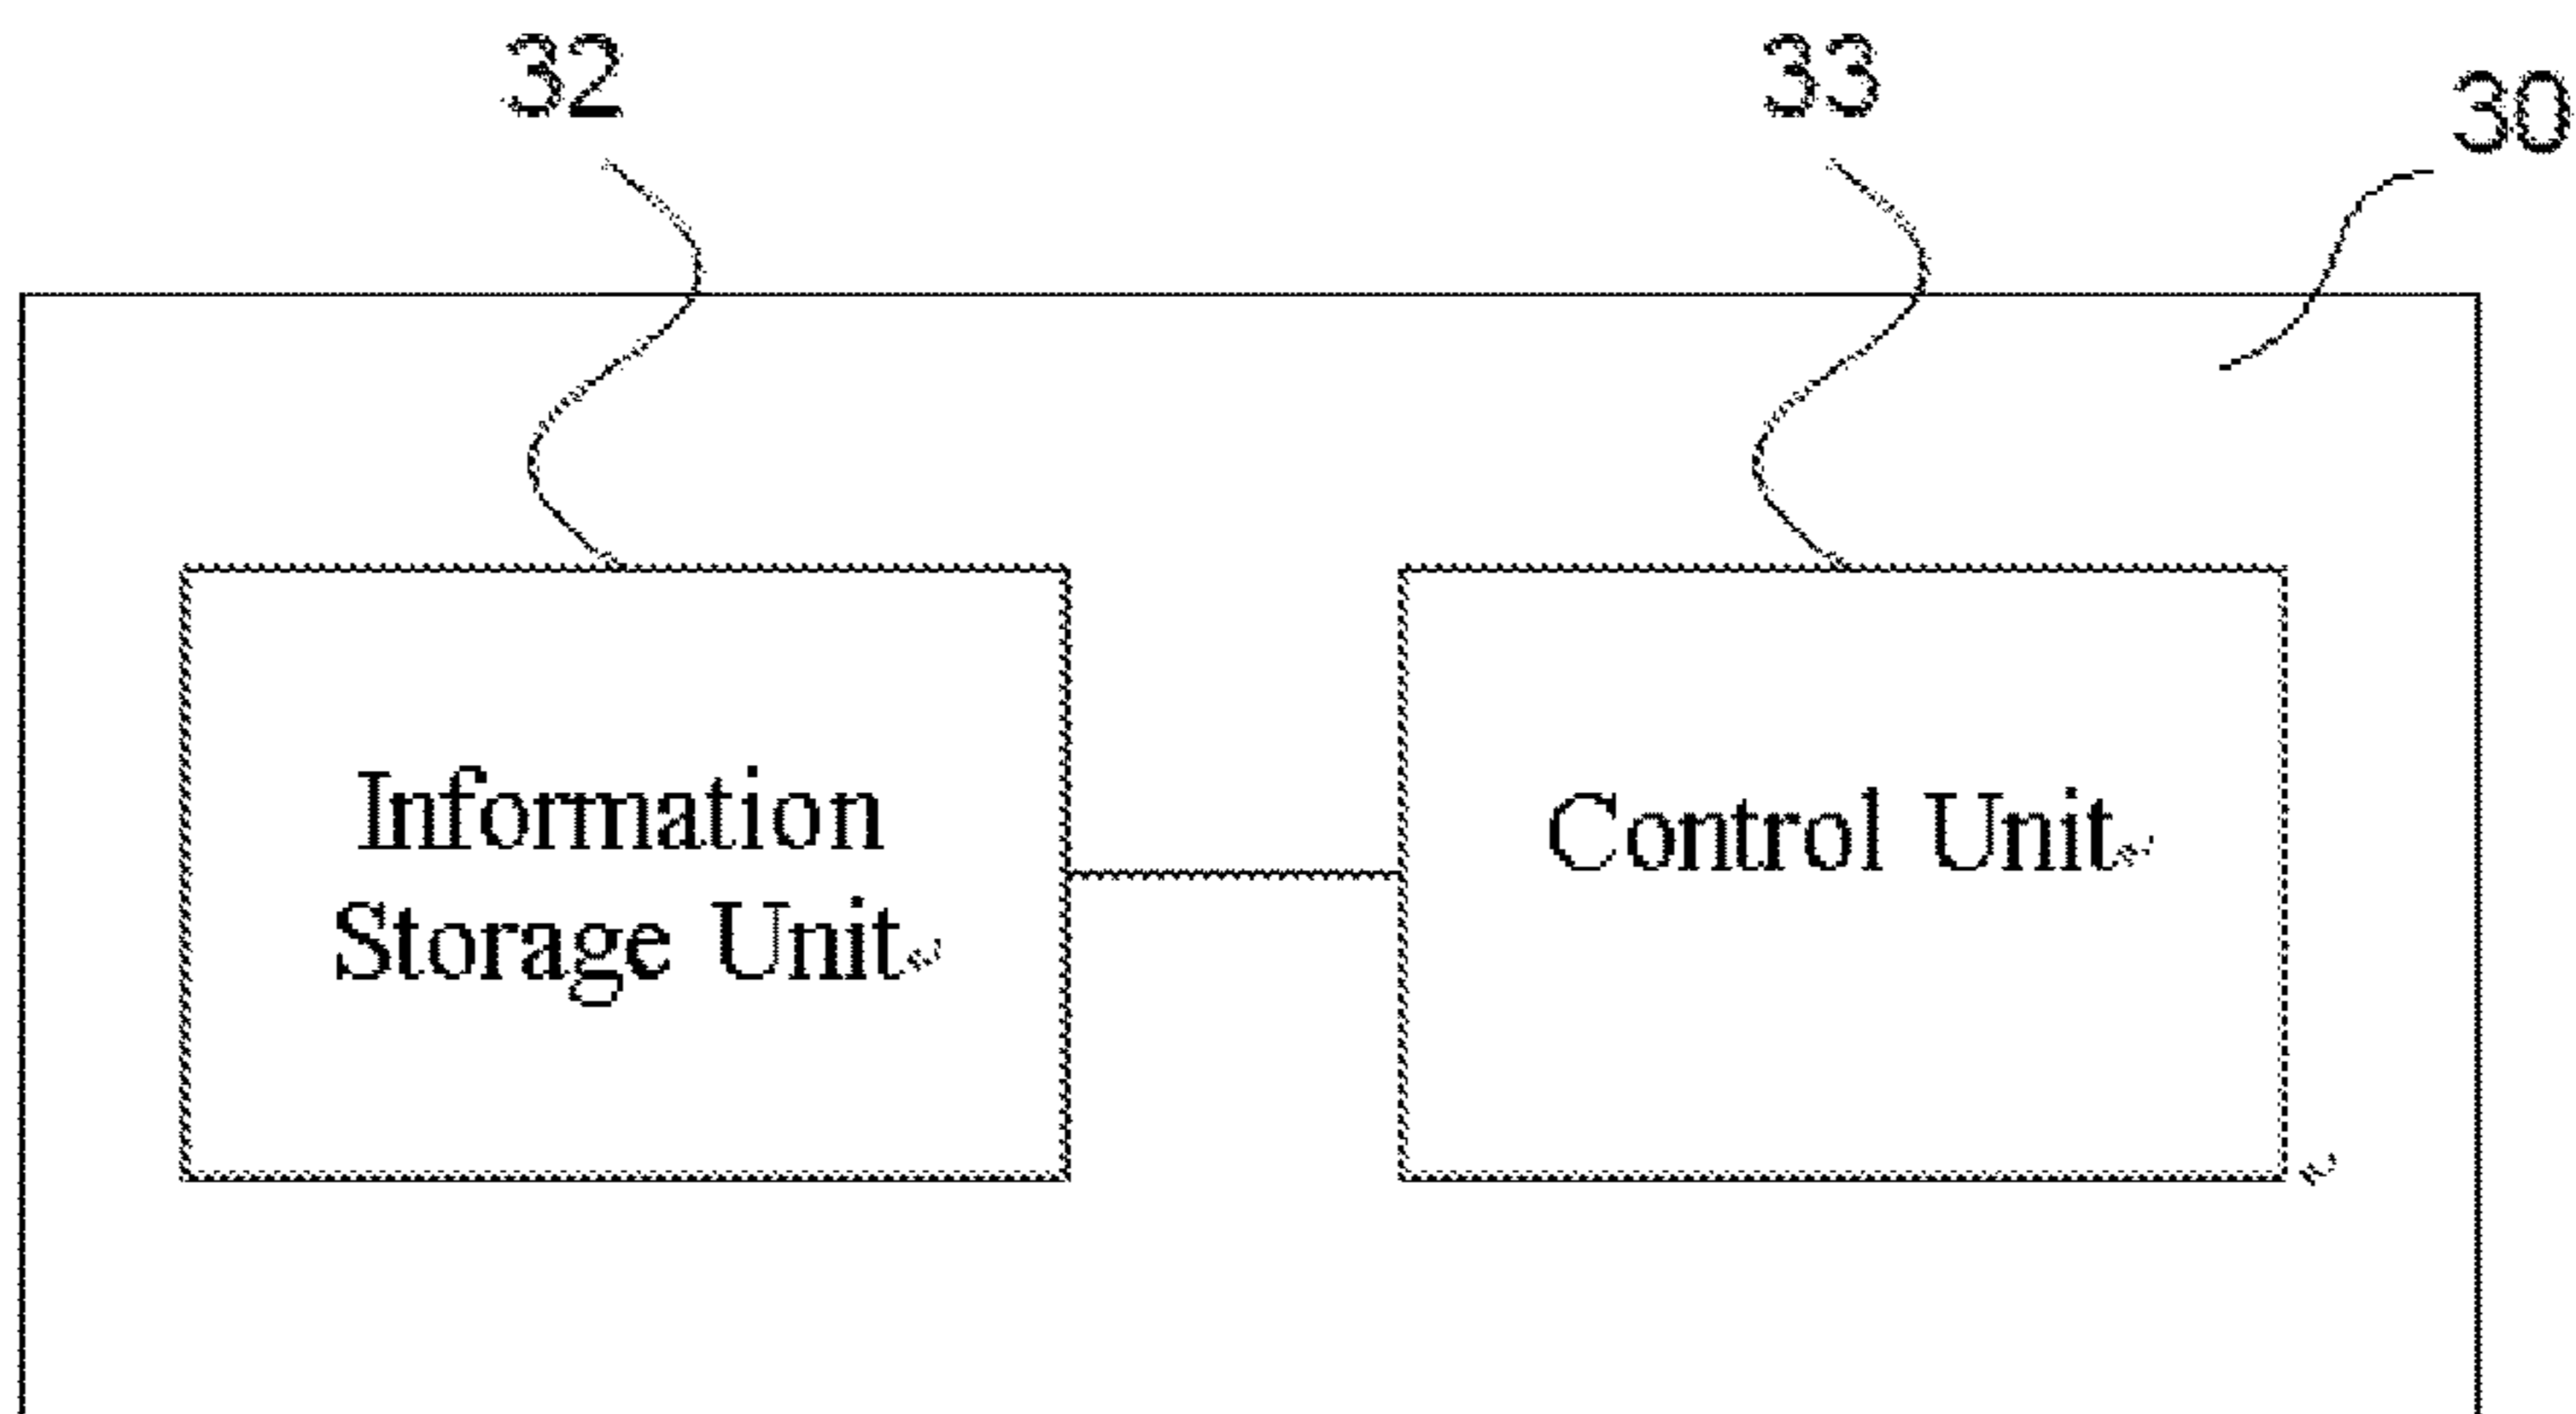 32
33
30
Information
Storage Unit
Control Unit